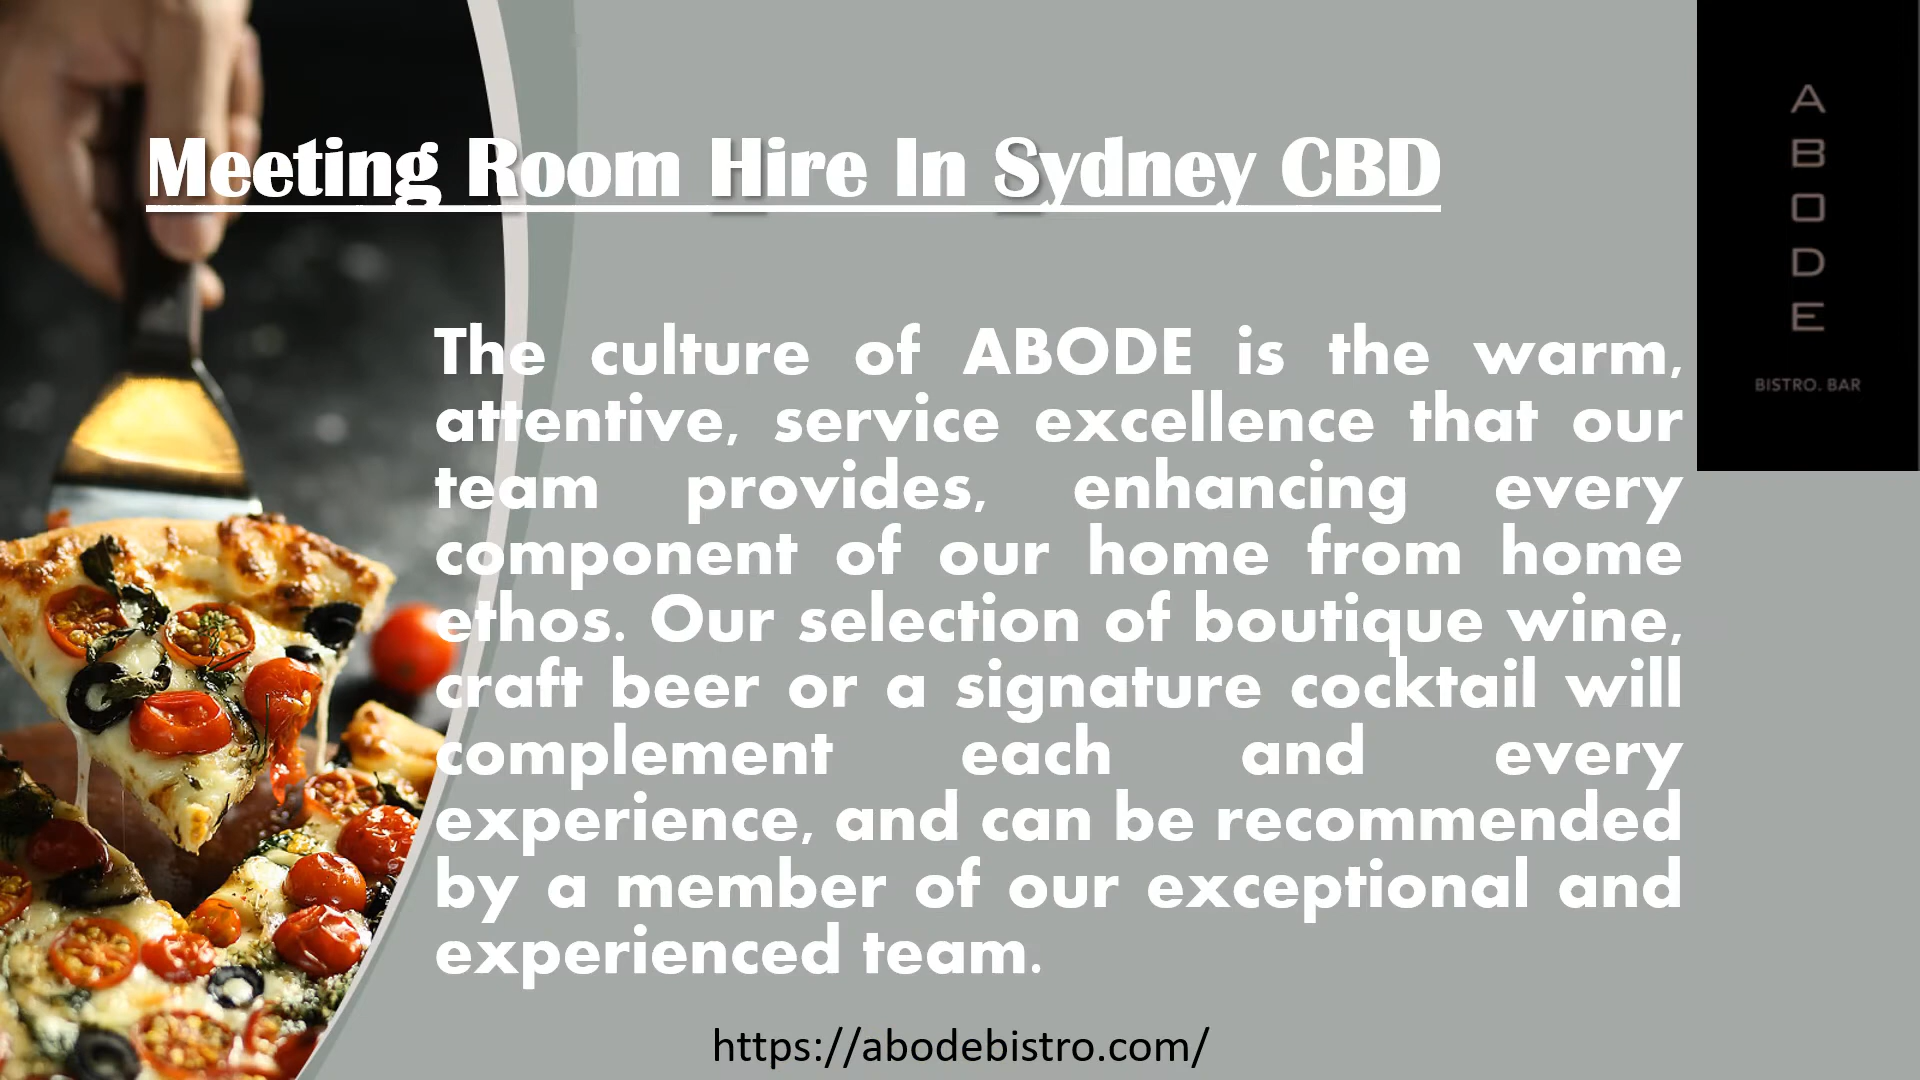 Meeting Room Hire In Sydney CBD
The culture of ABODE is the warm,
attentive, service excellence that our
team provides, enhancing every
component of our home from home
ethos. Our selection of boutique wine,
craft beer or a signature cocktail will
complement each and every
experience, and can be recommended
by a member of our exceptional and
experienced team.
https://abodebistro.com/
A
B
O
D
E
BISTRO. BAR